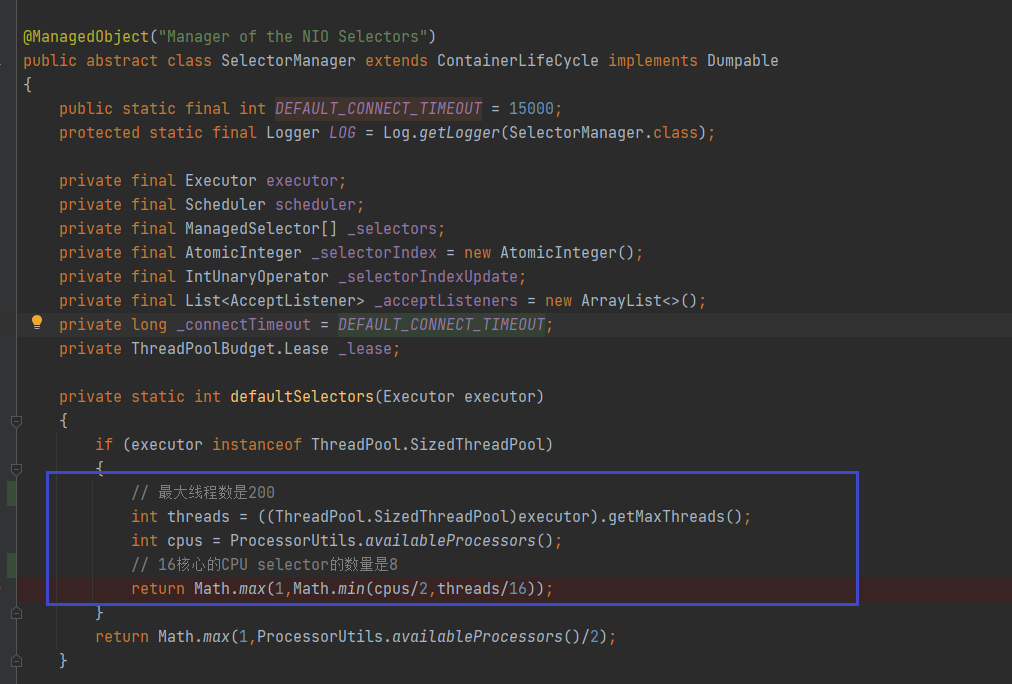 @ManagedObject("Manager of the NIO Selectors")
public abstract class SelectorManager extends ContainerLifeCycle implements Dumpable
{
    public static final int DEFAULT_CONNECT_TIMEOUT = 15000;
    protected static final Logger LOG = Log.getLogger(SelectorManager.class);

    private final Executor executor;
    private final Scheduler scheduler;
    private final ManagedSelector[] _selectors;
    private final AtomicInteger _selectorIndex = new AtomicInteger();
    private final IntUnaryOperator _selectorIndexUpdate;
    private final List<AcceptListener> _acceptListeners = new ArrayList<>();
    private long _connectTimeout = DEFAULT_CONNECT_TIMEOUT;
    private ThreadPoolBudget.Lease _lease;

    private static int defaultSelectors(Executor executor)
    {
        if (executor instanceof ThreadPool.SizedThreadPool)
        {
            // 最大线程数是200
            int threads = ((ThreadPool.SizedThreadPool)executor).getMaxThreads();
            int cpus = ProcessorUtils.availableProcessors();
            // 16核心的CPU selector的数量是8
            return Math.max(1,Math.min(cpus/2,threads/16));
        }
        return Math.max(1,ProcessorUtils.availableProcessors()/2);
    }